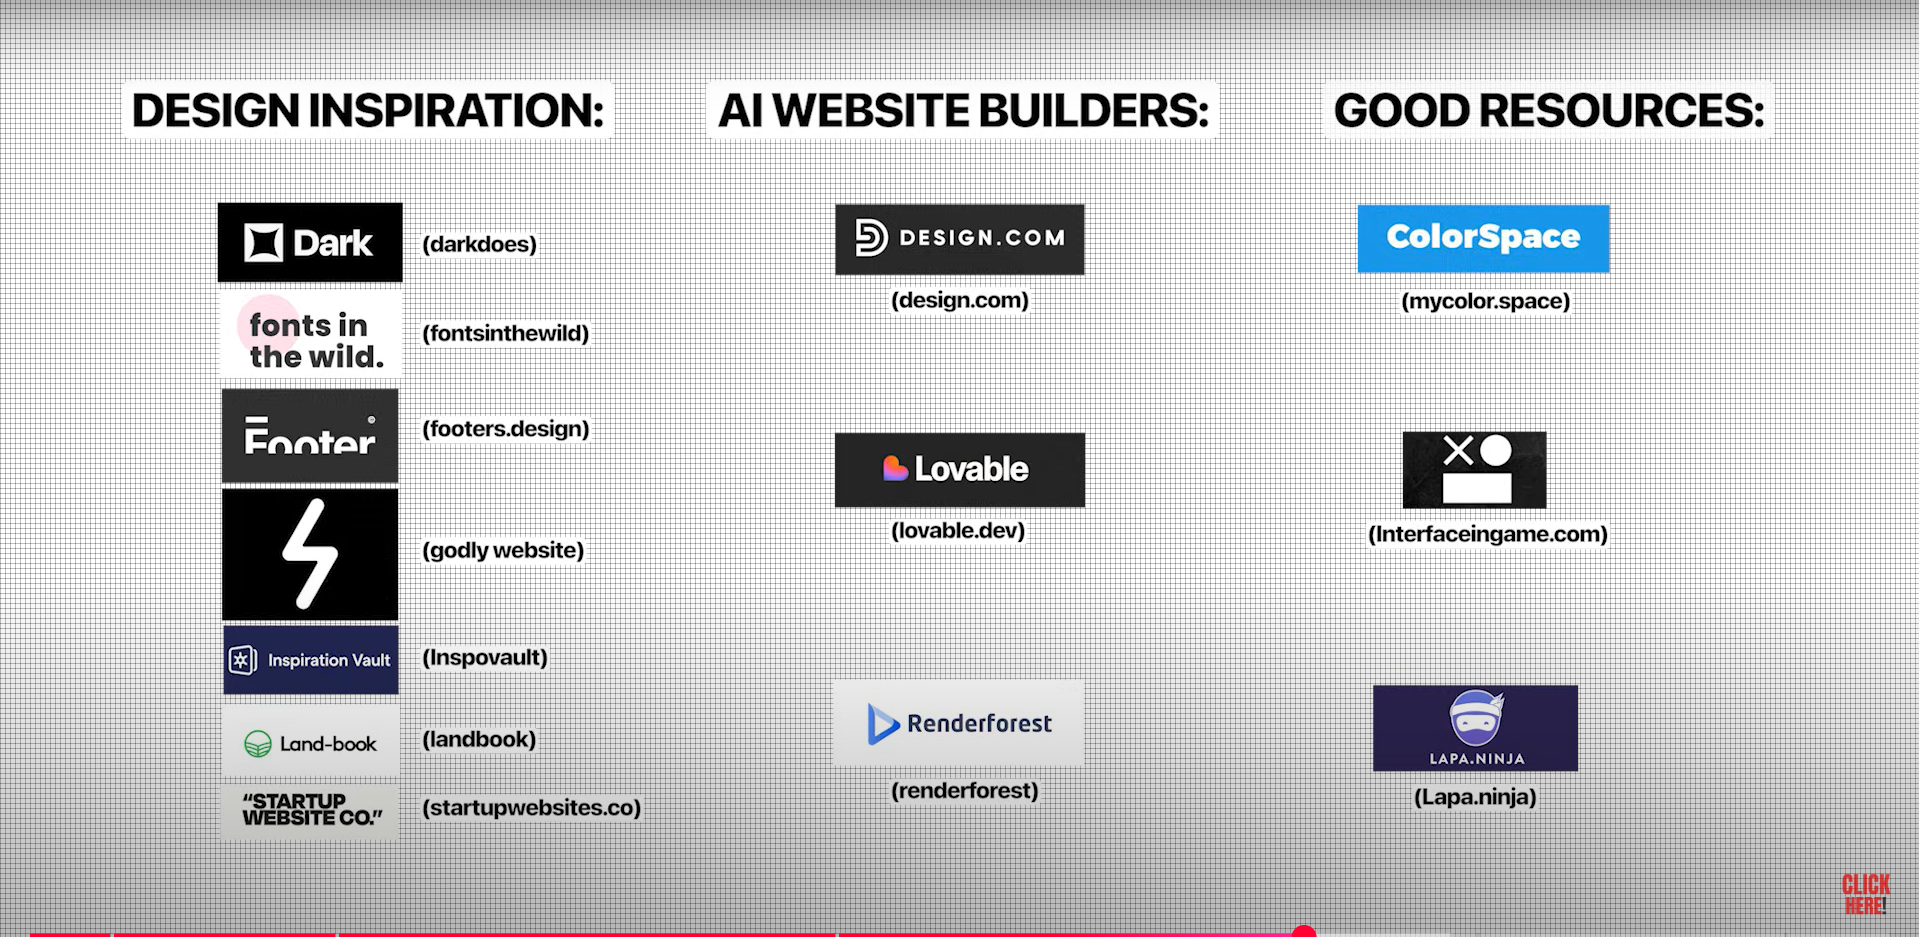 DESIGN INSPIRATION:
Dark
(darkdoes)
fonts in
the wild.
(fontsinthewild)
Footer®
(footers.design)
(godly website)
Inspiration Vault
(Inspovault)
Land-book
(landbook)
“STARTUP
WEBSITE CO.”
(startupwebsites.co)
AI WEBSITE BUILDERS:
DESIGN.COM
(design.com)
Lovable
(lovable.dev)
Renderforest
(renderforest)
GOOD RESOURCES:
ColorSpace
(mycolor.space)
(Interfaceingame.com)
LAPA.NINJA
(Lapa.ninja)
CLICK
HERE!